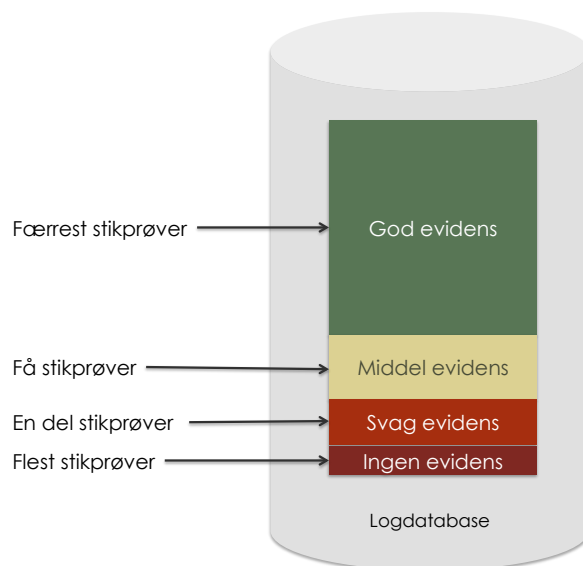 Færrest stikprøver
God evidens
Få stikprøver
Middel evidens
En del stikprøver
Svag evidens
Flest stikprøver
Ingen evidens
Logdatabase